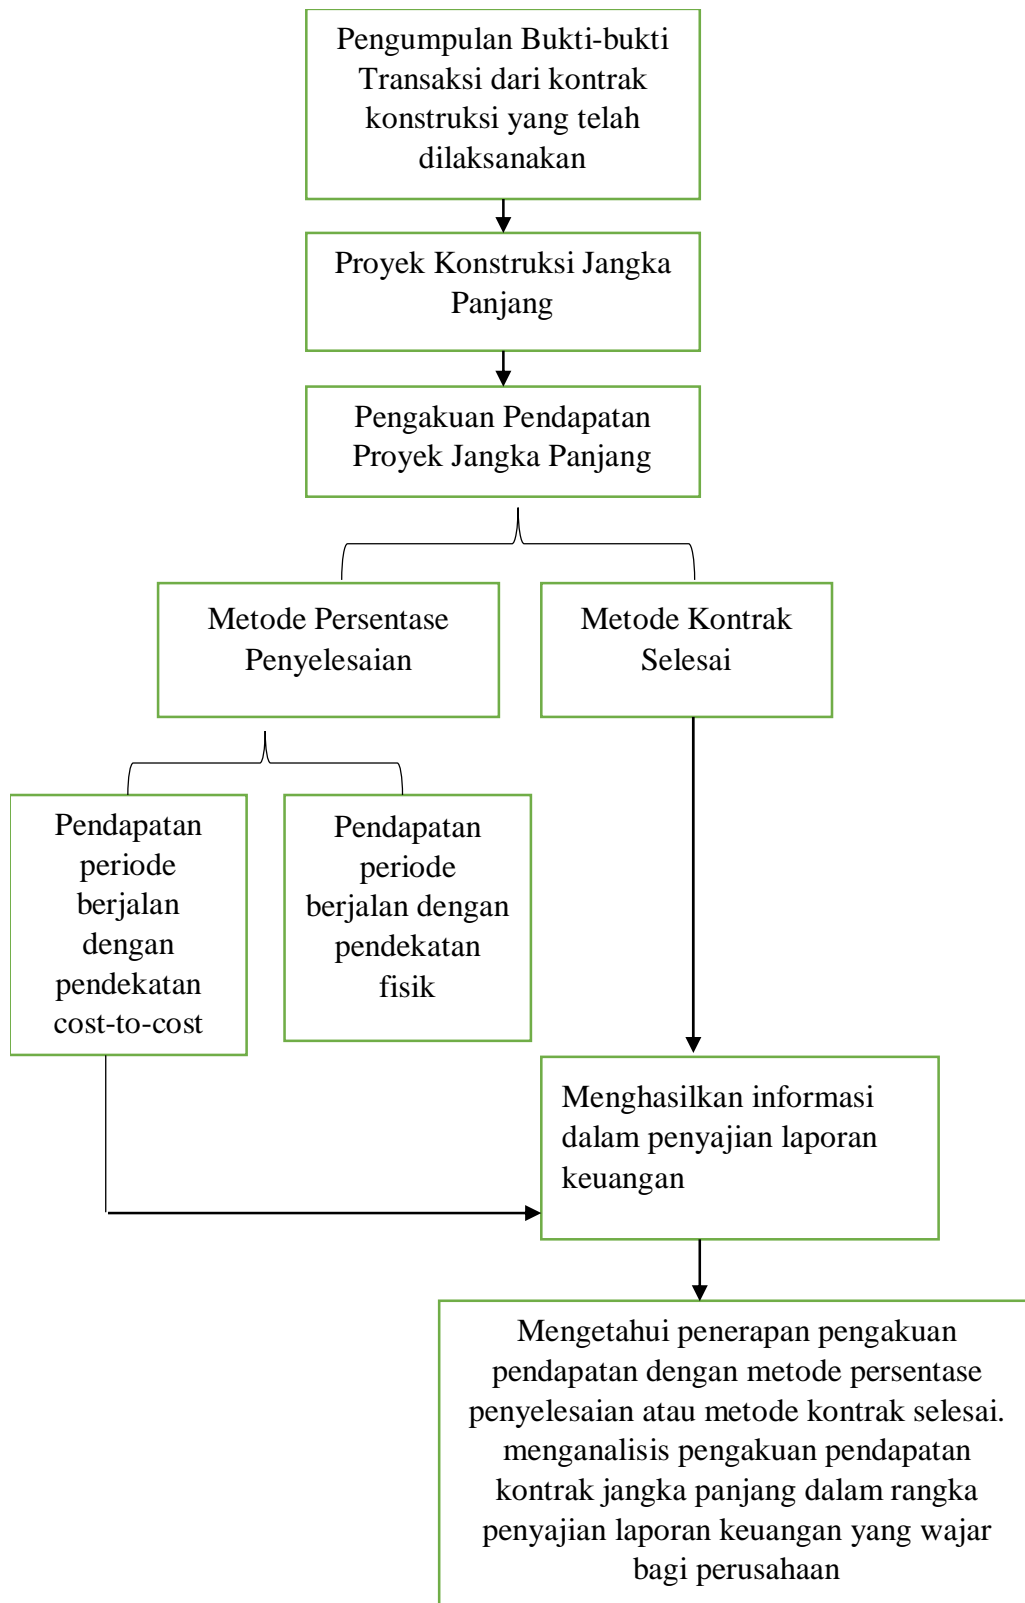 Pengumpulan Bukti-bukti
Transaksi dari kontrak
konstruksi yang telah
dilaksanakan
Proyek Konstruksi Jangka
Panjang
Pengakuan Pendapatan
Proyek Jangka Panjang
Metode Persentase
Penyelesaian
Metode Kontrak
Selesai
Pendapatan
periode
berjalan
dengan
pendekatan
cost-to-cost
Pendapatan
periode
berjalan dengan
pendekatan
fisik
Menghasilkan informasi
dalam penyajian laporan
keuangan
Mengetahui penerapan pengakuan
pendapatan dengan metode persentase
penyelesaian atau metode kontrak selesai.
menganalisis pengakuan pendapatan
kontrak jangka panjang dalam rangka
penyajian laporan keuangan yang wajar
bagi perusahaan